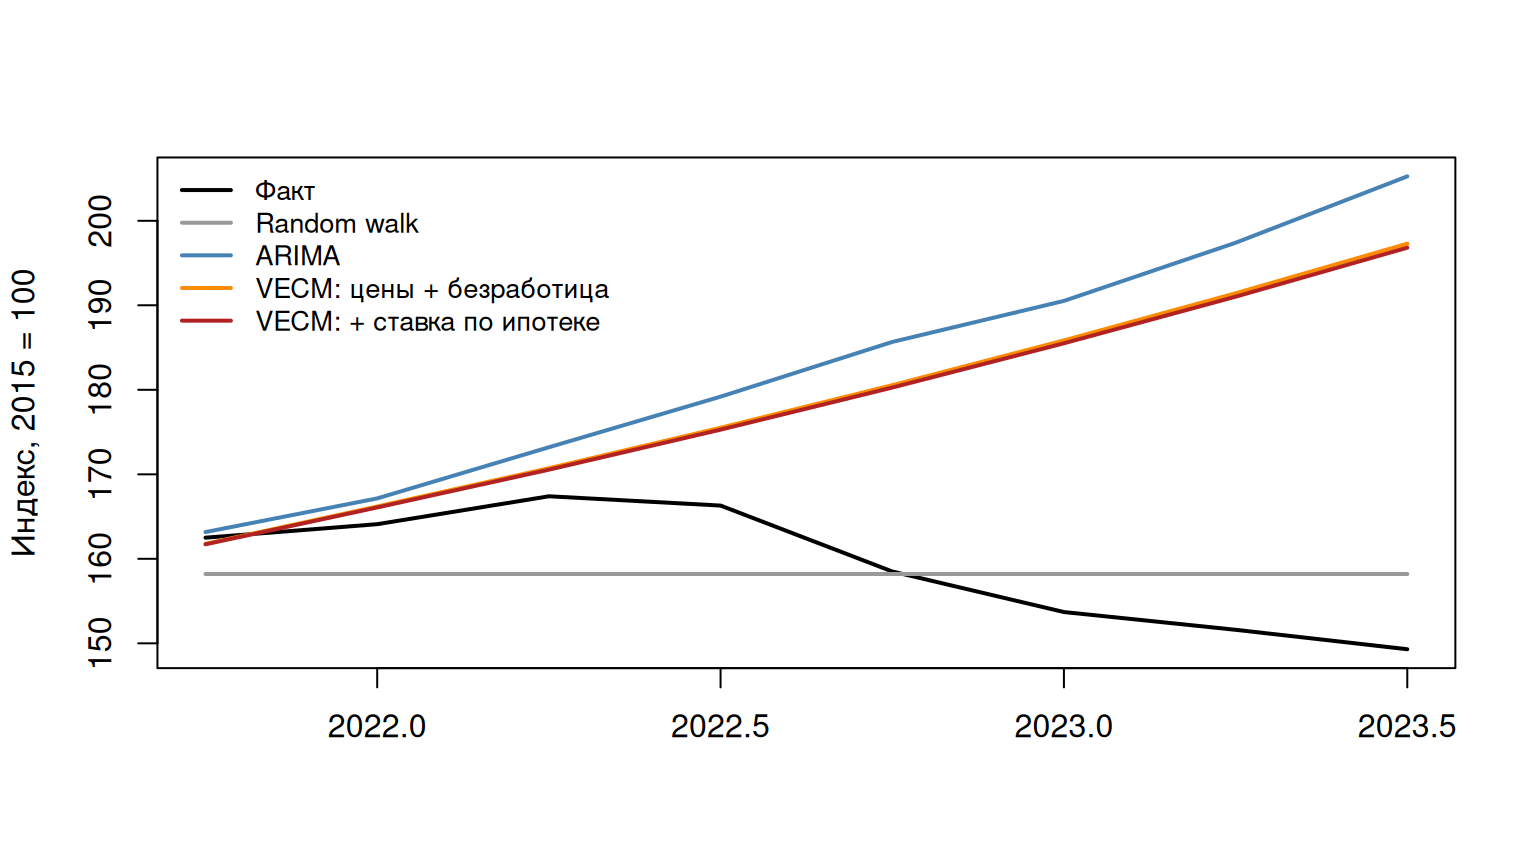 Факт
Random walk
ARIMA
VECM: цены + безработица
VECM: + ставка по ипотеке
Индекс, 2015 = 100
200
190
180
170
160
150
2022.0
2022.5
2023.0
2023.5